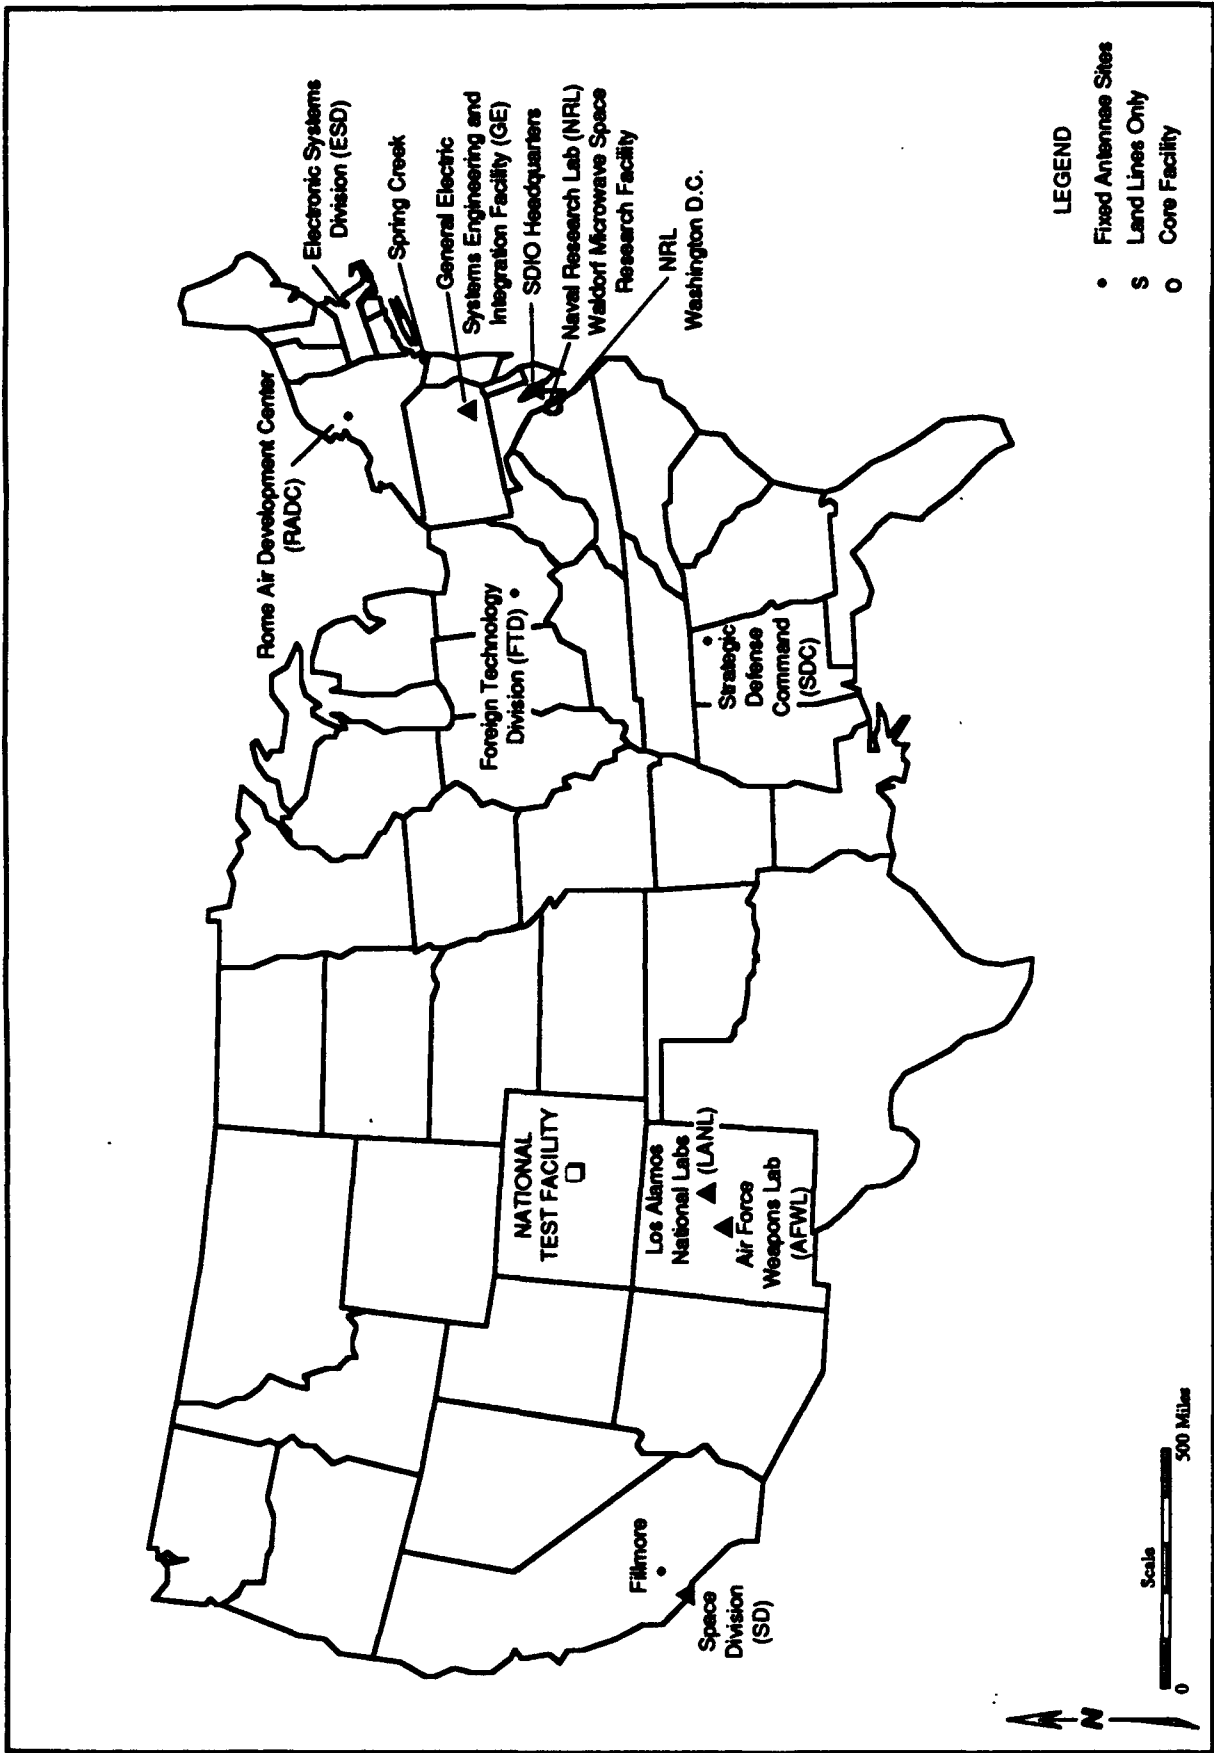 Rome Air Development Center
(RADC)
Electronic Systems
Division (ESD)
Spring Creek
General Electric
Systems Engineering and
Integration Facility (GE)
SDIO Headquarters
Naval Research Lab (NRL)
Waldorf Microwave Space
Research Facility
NRL
Washington D.C.
Foreign Technology
Division (FTD)
Strategic
Defense
Command
(SDC)
NATIONAL
TEST FACILITY
Los Alamos
National Labs
(LANL)
Air Force
Weapons Lab
(AFWL)
Fillmore
Space
Division
(SD)
LEGEND
Fixed Antennae Sites
S Land Lines Only
O Core Facility
N
Scale
0
500 Miles